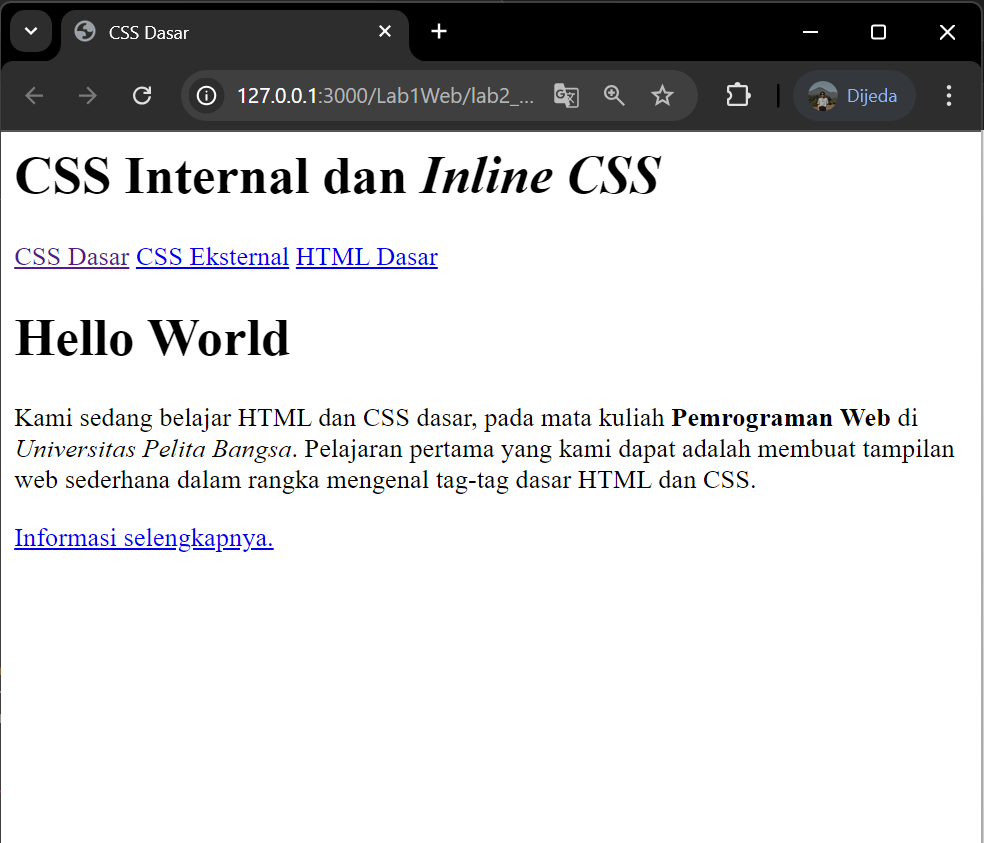 CSS Dasar
127.0.0.1:3000/Lab1Web/lab2_...
Dijeda
CSS Internal dan Inline CSS
CSS Dasar CSS Eksternal HTML Dasar
Hello World
Kami sedang belajar HTML dan CSS dasar, pada mata kuliah Pemrograman Web di
Universitas Pelita Bangsa. Pelajaran pertama yang kami dapat adalah membuat tampilan
web sederhana dalam rangka mengenal tag-tag dasar HTML dan CSS.
Informasi selengkapnya.